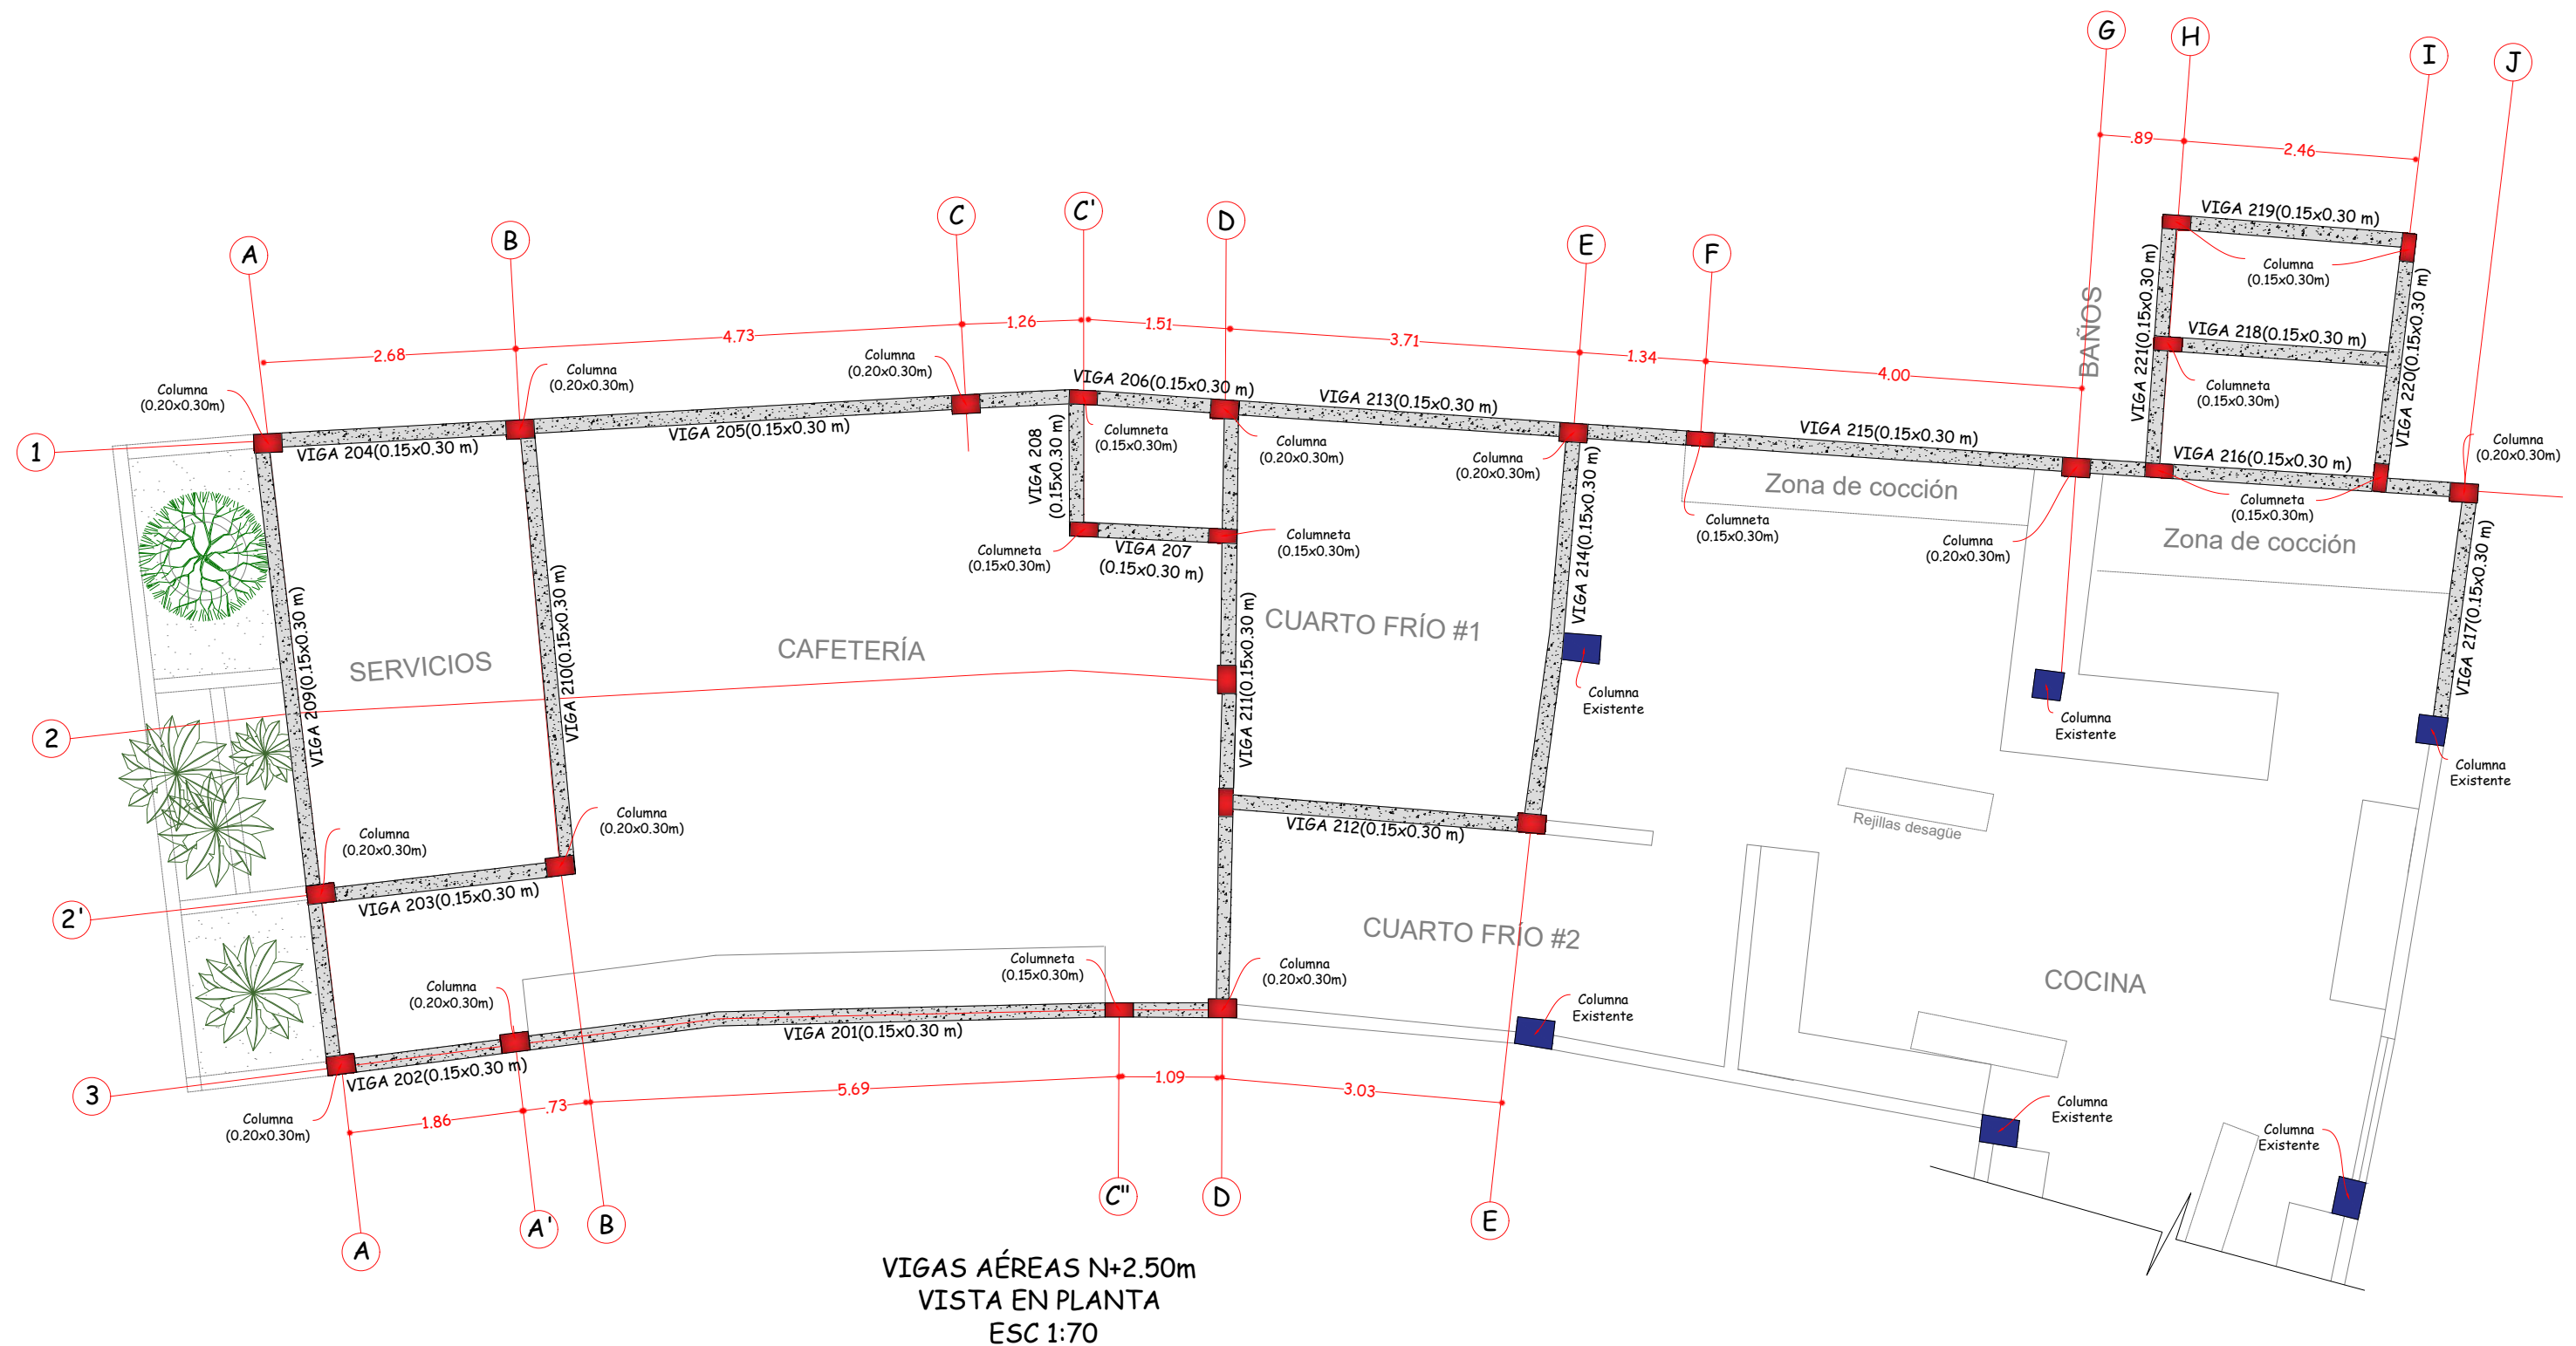 G
H
I
J
.89
2.46
A
B
C
C'
D
E
F
2.68
4.73
1.26
1.51
3.71
1.34
4.00
BAÑOS
VIGA 219(0.15x0.30 m)
Columna
(0.15x0.30m)
VIGA 221(0.15x0.30 m)
VIGA 218(0.15x0.30 m)
VIGA 220(0.15x0.30 m)
Columneta
(0.15x0.30m)
Columna
(0.20x0.30m)
Columna
(0.20x0.30m)
Columna
(0.20x0.30m)
VIGA 206(0.15x0.30 m)
VIGA 213(0.15x0.30 m)
VIGA 215(0.15x0.30 m)
VIGA 216(0.15x0.30 m)
Columna
(0.20x0.30m)
1
VIGA 204(0.15x0.30 m)
VIGA 205(0.15x0.30 m)
VIGA 208
(0.15x0.30 m)
Columneta
(0.15x0.30m)
Columna
(0.20x0.30m)
Columna
(0.20x0.30m)
VIGA 214(0.15x0.30 m)
Zona de cocción
Columneta
(0.15x0.30m)
Columneta
(0.15x0.30m)
Columna
(0.20x0.30m)
Zona de cocción
VIGA 217(0.15x0.30 m)
Columneta
(0.15x0.30m)
VIGA 207
(0.15x0.30 m)
Columneta
(0.15x0.30m)
VIGA 209(0.15x0.30 m)
SERVICIOS
VIGA 210(0.15x0.30 m)
CAFETERÍA
VIGA 211(0.15x0.30 m)
CUARTO FRÍO #1
Columna
Existente
Columna
Existente
Columna
Existente
2
Columna
(0.20x0.30m)
Columna
(0.20x0.30m)
VIGA 212(0.15x0.30 m)
Rejillas desagüe
2'
VIGA 203(0.15x0.30 m)
CUARTO FRÍO #2
COCINA
Columna
(0.20x0.30m)
Columneta
(0.15x0.30m)
Columna
(0.20x0.30m)
Columna
Existente
VIGA 201(0.15x0.30 m)
VIGA 202(0.15x0.30 m)
3
Columna
(0.20x0.30m)
1.86
.73
5.69
1.09
3.03
Columna
Existente
Columna
Existente
A
A'
B
C"
D
E
VIGAS AÉREAS N+2.50m
VISTA EN PLANTA
ESC 1:70